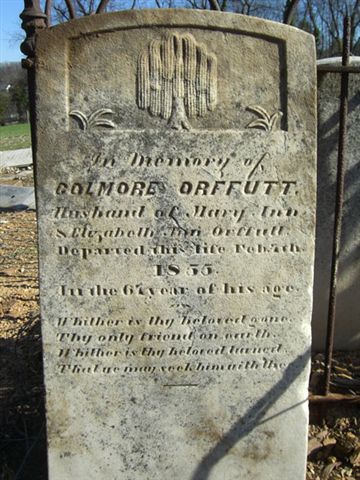 In Memory of
COLMORE ORFFUTT.
Husband of Mary Ann
& Elizabeth Ann Orffutt.
Departed this life Feb. 7th
1855.
In the 67 year of his age.
Whither is thy beloved gone,
Thy only friend on earth,
Whither is thy beloved turned,
That we may seek him with thee